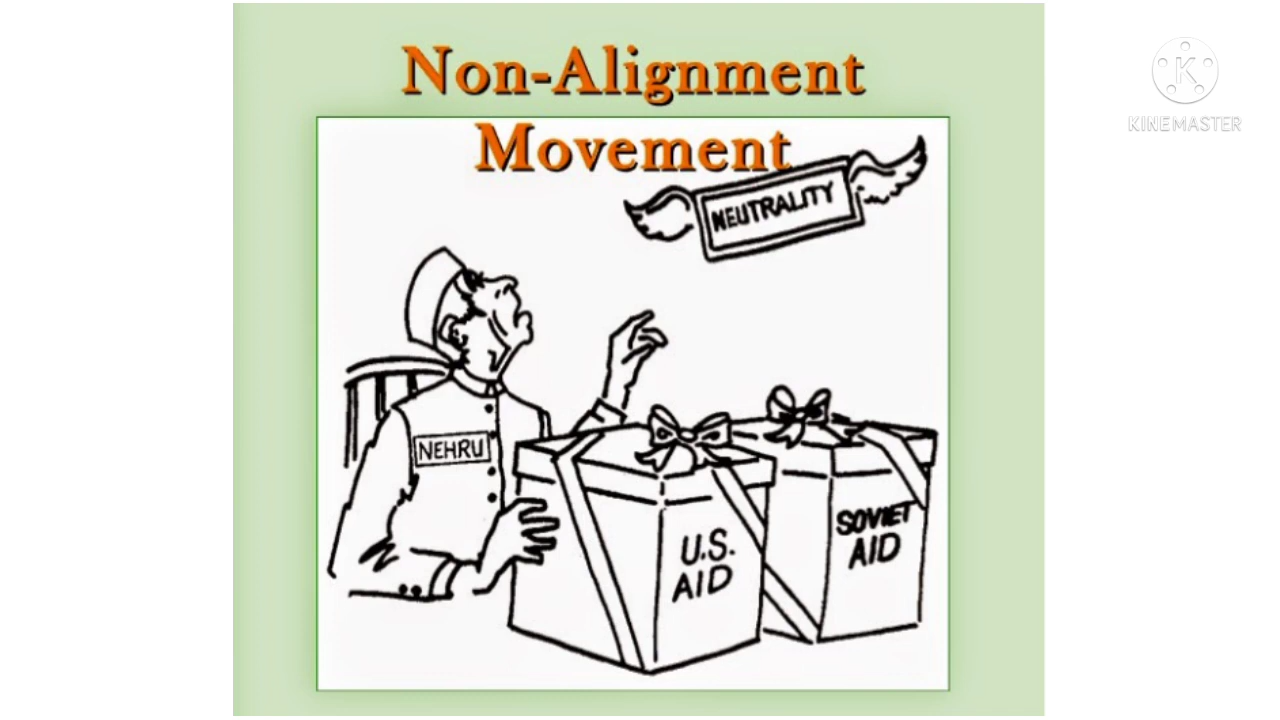 Non-Alignment
Movement
NEUTRALITY
NEHRU
U.S.
AID
SOVIET
AID
K
KINEMASTER